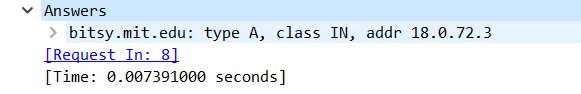 Answers
bitsy.mit.edu: type A, class IN, addr 18.0.72.3
[Request In: 8]
[Time: 0.007391000 seconds]